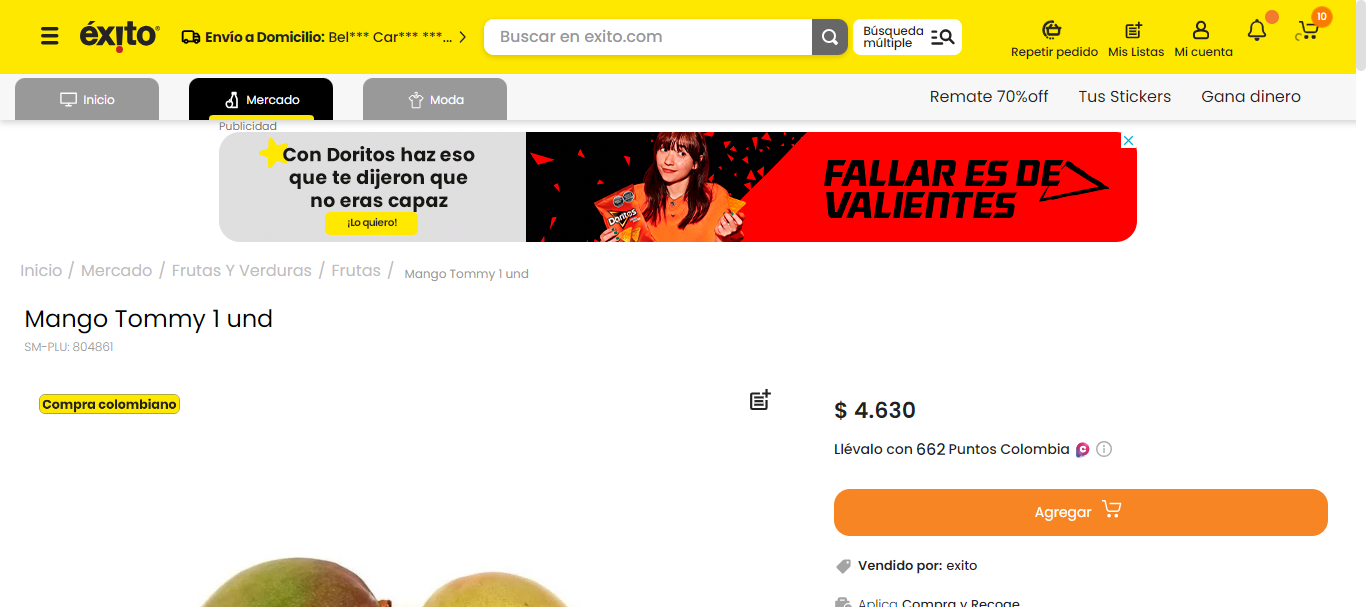 éxito
Envío a Domicilio: Bel*** Car*** ***...
Buscar en exito.com
Búsqueda
múltiple
Repetir pedido
Mis Listas
Mi cuenta
10
Inicio
Mercado
Moda
Remate 70%off
Tus Stickers
Gana dinero
Publicidad
Con Doritos haz eso
que te dijeron que
no eras capaz
¡Lo quiero!
Doritos
FALLAR ES DE
VALIENTES
Inicio / Mercado / Frutas Y Verduras / Frutas / Mango Tommy 1 und
Mango Tommy 1 und
SM-PLU: 804861
Compra colombiano
$ 4.630
Llévalo con 662 Puntos Colombia
Agregar
Vendido por: exito
Aplica Compra y Recoge